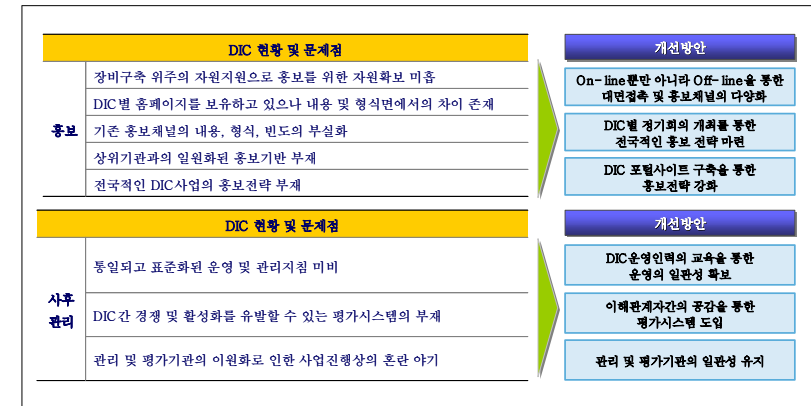 DIC 현황 및 문제점
개선방안
홍보
장비구축 위주의 자원지원으로 홍보를 위한 자원확보 미흡
DIC별 홈페이지를 보유하고 있으나 내용 및 형식면에서의 차이 존재
기존 홍보채널의 내용, 형식, 빈도의 부실화
상위기관과의 일원화된 홍보기반 부재
전국적인 DIC사업의 홍보전략 부재
On-line뿐만 아니라 Off-line을 통한
대면접촉 및 홍보채널의 다양화
DIC별 정기회의 개최를 통한
전국적인 홍보 전략 마련
DIC 포털사이트 구축을 통한
홍보전략 강화
DIC 현황 및 문제점
개선방안
사후
관리
통일되고 표준화된 운영 및 관리지침 미비
DIC간 경쟁 및 활성화를 유발할 수 있는 평가시스템의 부재
관리 및 평가기관의 이원화로 인한 사업진행상의 혼란 야기
DIC운영인력의 교육을 통한
운영의 일관성 확보
이해관계자간의 공감을 통한
평가시스템 도입
관리 및 평가기관의 일관성 유지